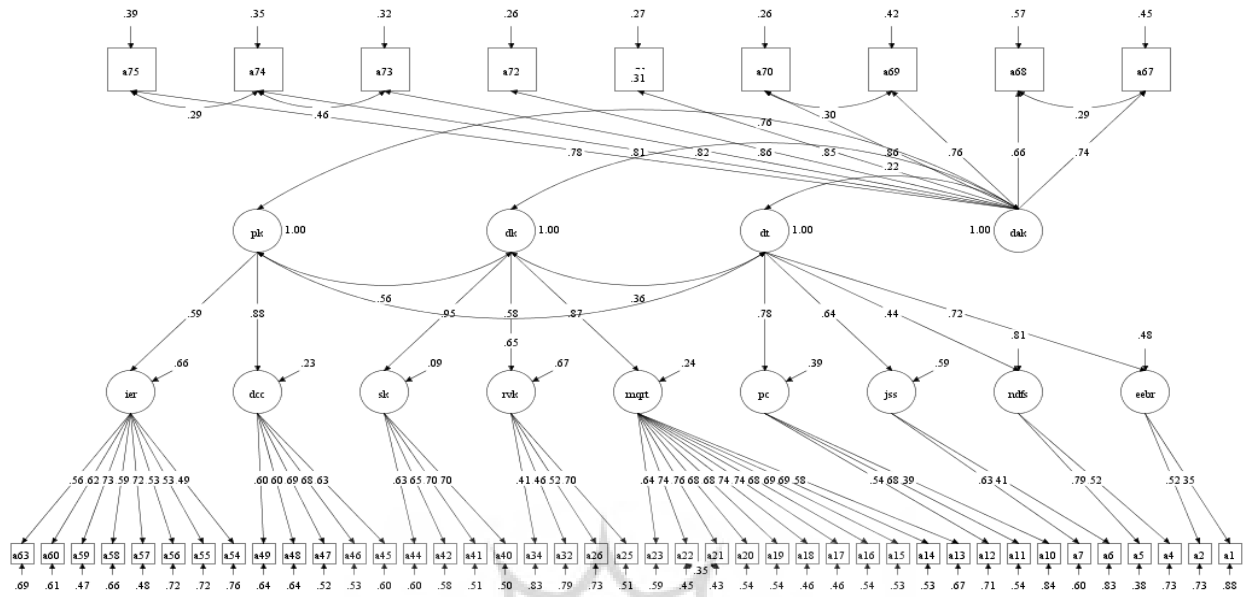 .39 .35 .32 .26 .27 .26 .42 .57 .45
a75 a74 a73 a72 a70 a69 a68 a67
.31
.29 .46 .76 .30 .29
.78 .81 .82 .86 .85 .86 .76 .66 .74
.22
pk 1.00 dk 1.00 dt 1.00 1.00 dak
.56 .36
.59 .88 .95 .58 .87 .78 .64 .44 .72
.65 .81 .48
.66 .23 .09 .67 .24 .39 .59
ier dcc sk rvk mqrt pc jss ndfs eebr
.56 62 73 .59 72 .53 53 49 .60 60 .69 68 .63 .63 65 70 70 .41 46 52 .70 .64 74 .76 68 68 74 .74 68 .69 69 .58 .54 68 .39 .63 41 .79 52 .52 35
a63 a60 a59 a58 a57 a56 a55 a54 a49 a48 a47 a46 a45 a44 a42 a41 a40 a34 a32 a26 a25 a23 a22 a21 a20 a19 a18 a17 a16 a15 a14 a13 a12 a11 a10 a7 a6 a5 a4 a2 a1
.35
.69 .61 .47 .66 .48 .72 .72 .76 .64 .64 .52 .53 .60 .60 .58 .51 .50 .83 .79 .73 .51 .59 .45 .43 .54 .54 .46 .46 .54 .53 .53 .67 .71 .54 .84 .60 .83 .38 .73 .73 .88